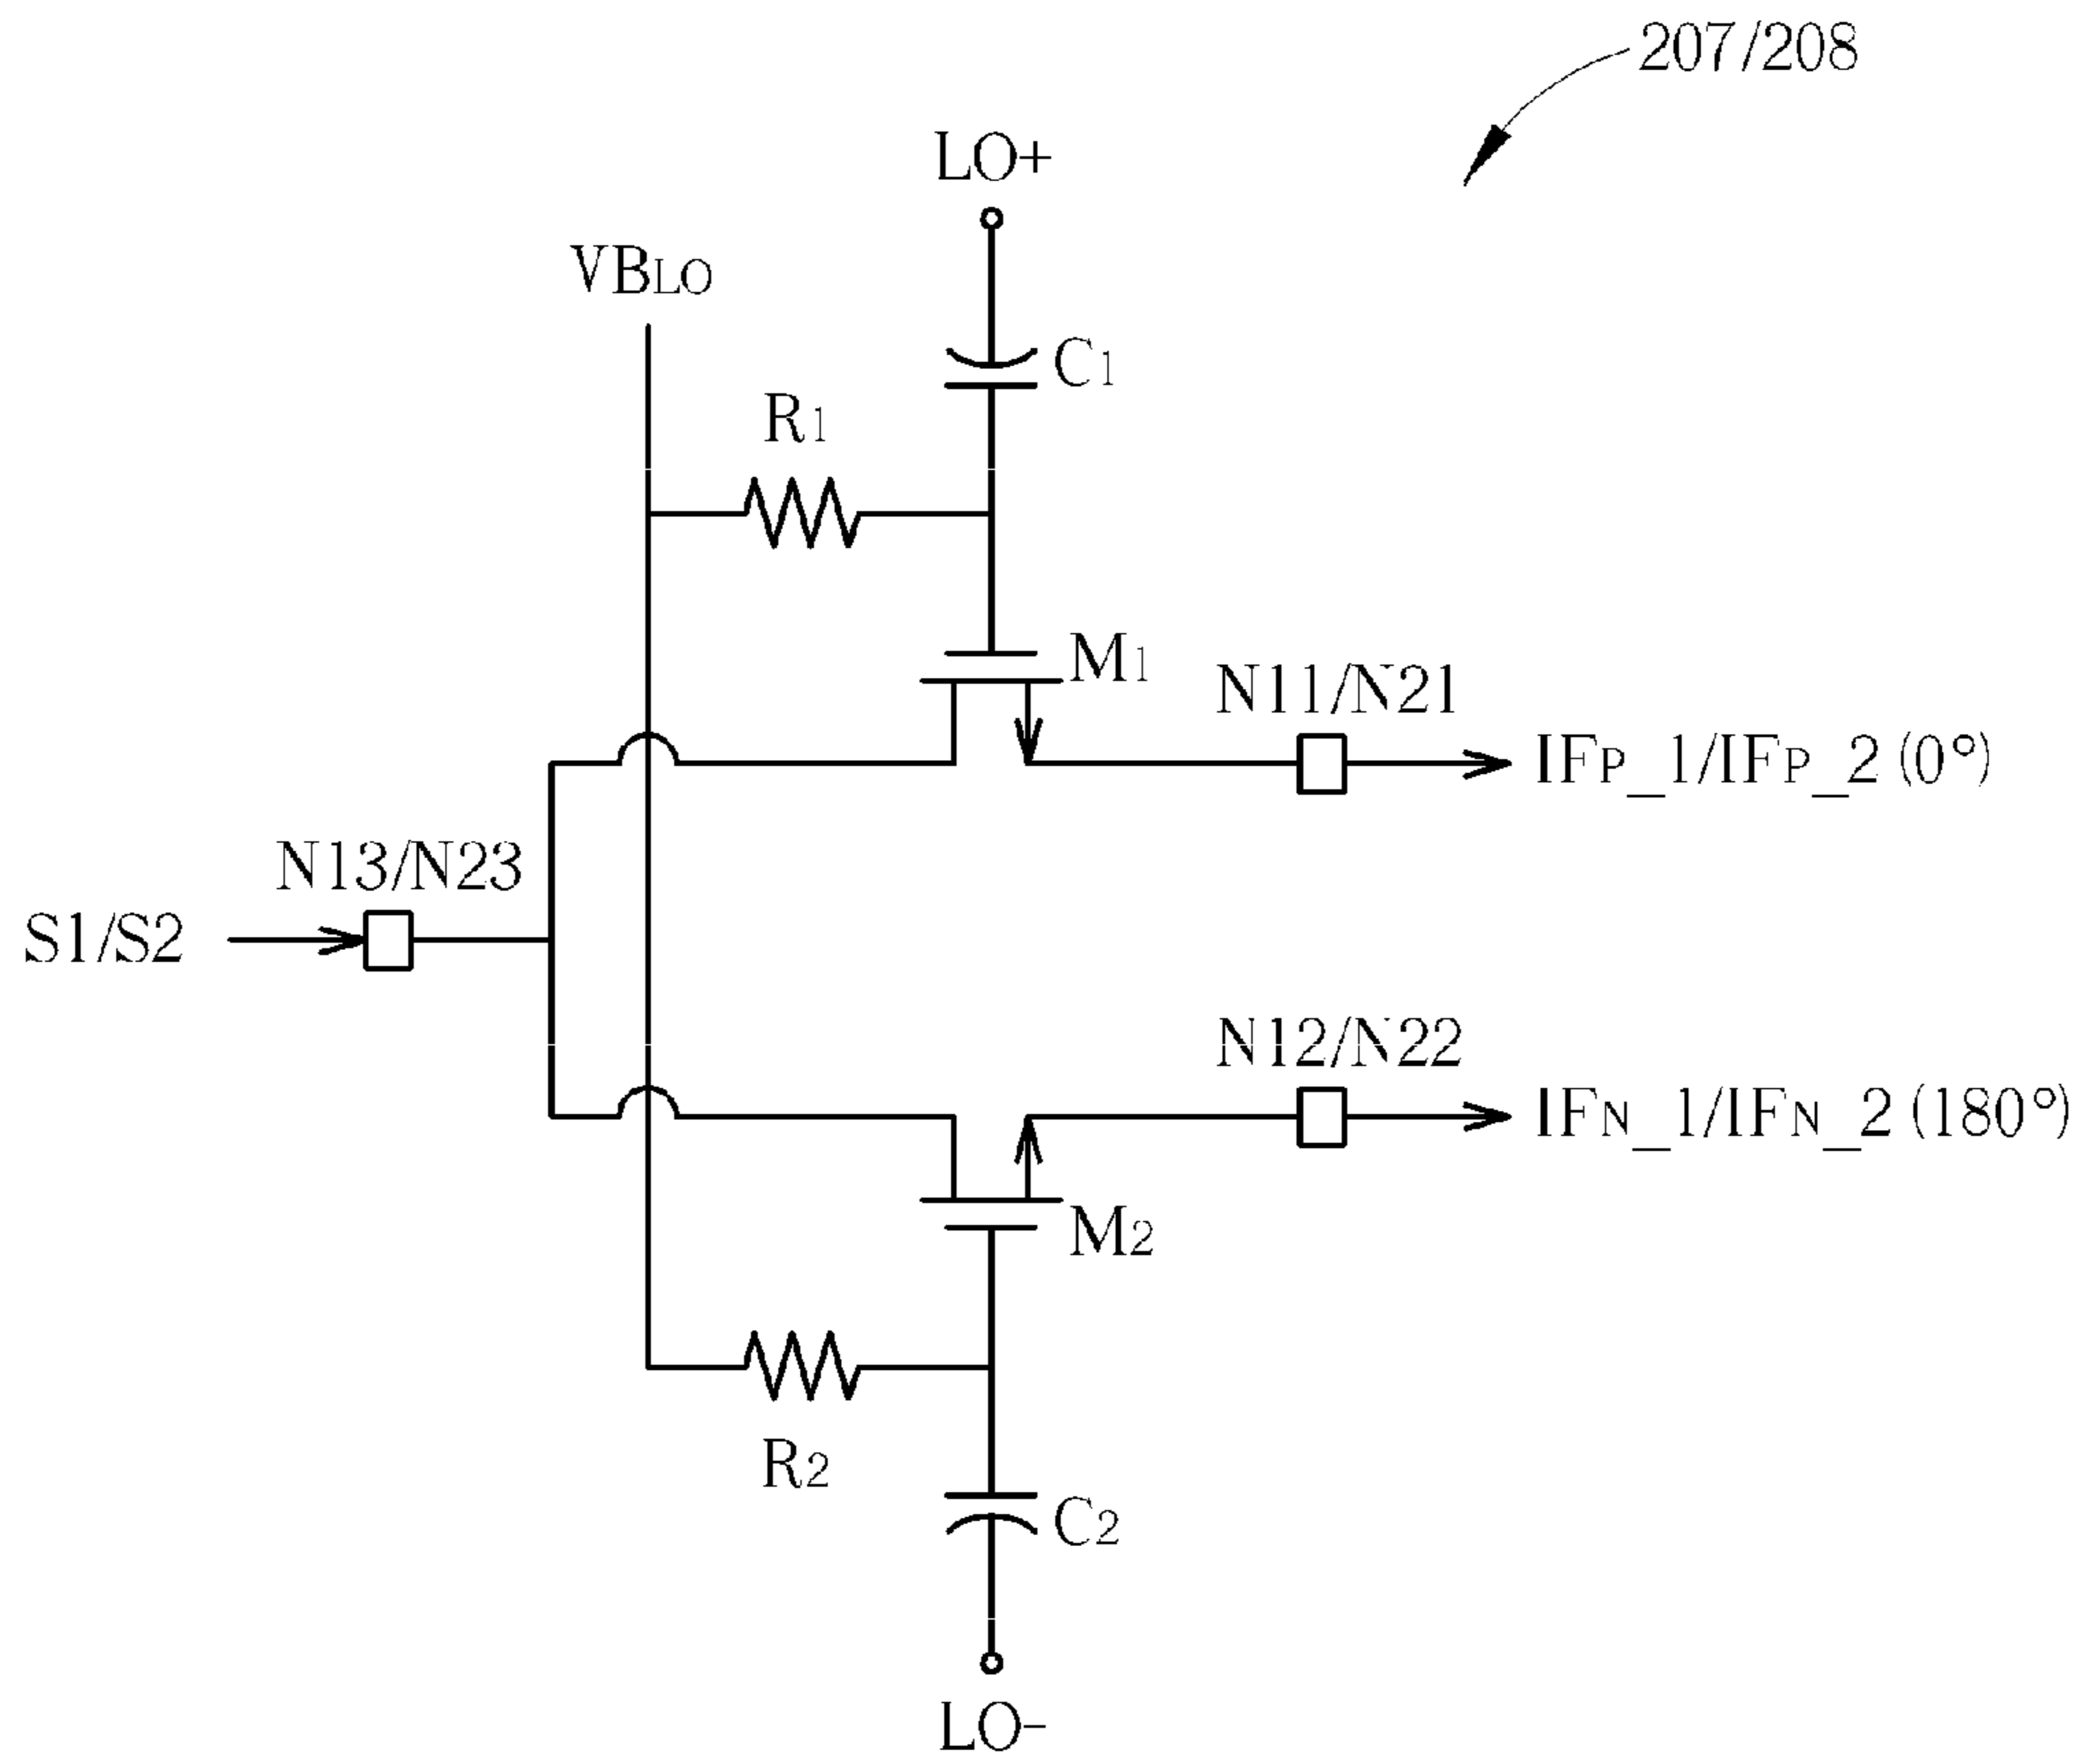 207/208
LO+
VBLO
C1
R1
M1
N11/N21
IFP_1/IFP_2 (0°)
N13/N23
S1/S2
N12/N22
IFN_1/IFN_2 (180°)
M2
R2
C2
LO-